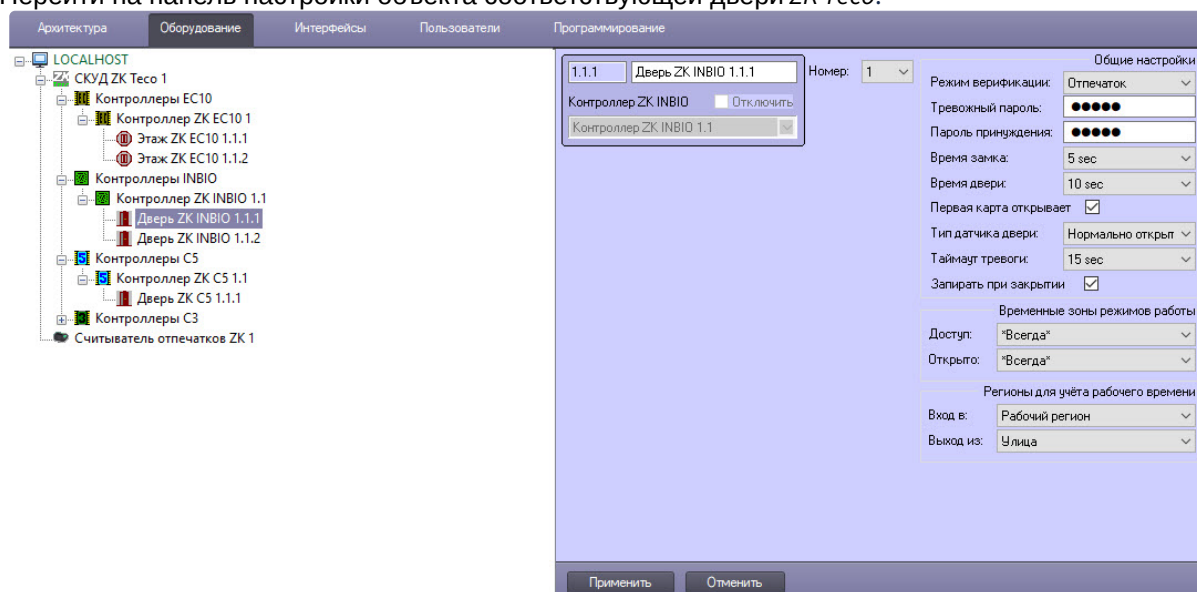 Перейти на панель настройки объекта соответствующей двери ZK Teco.
Архитектура Оборудование Интерфейсы Пользователи Программирование
LOCALHOST
СКУД ZK Teco 1
Контроллеры EC10
Контроллер ZK EC10 1
Этаж ZK EC10 1.1.1
Этаж ZK EC10 1.1.2
Контроллеры INBIO
Контроллер ZK INBIO 1.1
Дверь ZK INBIO 1.1.1
Дверь ZK INBIO 1.1.2
Контроллеры C5
Контроллер ZK C5 1.1
Дверь ZK C5 1.1.1
Контроллеры C3
Считыватель отпечатков ZK 1
1.1.1 Дверь ZK INBIO 1.1.1 Номер: 1
Контроллер ZK INBIO Отключить
Контроллер ZK INBIO 1.1
Общие настройки
Режим верификации: Отпечаток
Тревожный пароль: ●●●●●
Пароль принуждения: ●●●●●
Время замка: 5 sec
Время двери: 10 sec
Первая карта открывает
Тип датчика двери: Нормально открыт
Таймаут тревоги: 15 sec
Запирать при закрытии
Временные зоны режимов работы
Доступ: *Всегда*
Открыто: *Всегда*
Регионы для учёта рабочего времени
Вход в: Рабочий регион
Выход из: Улица
Применить Отменить